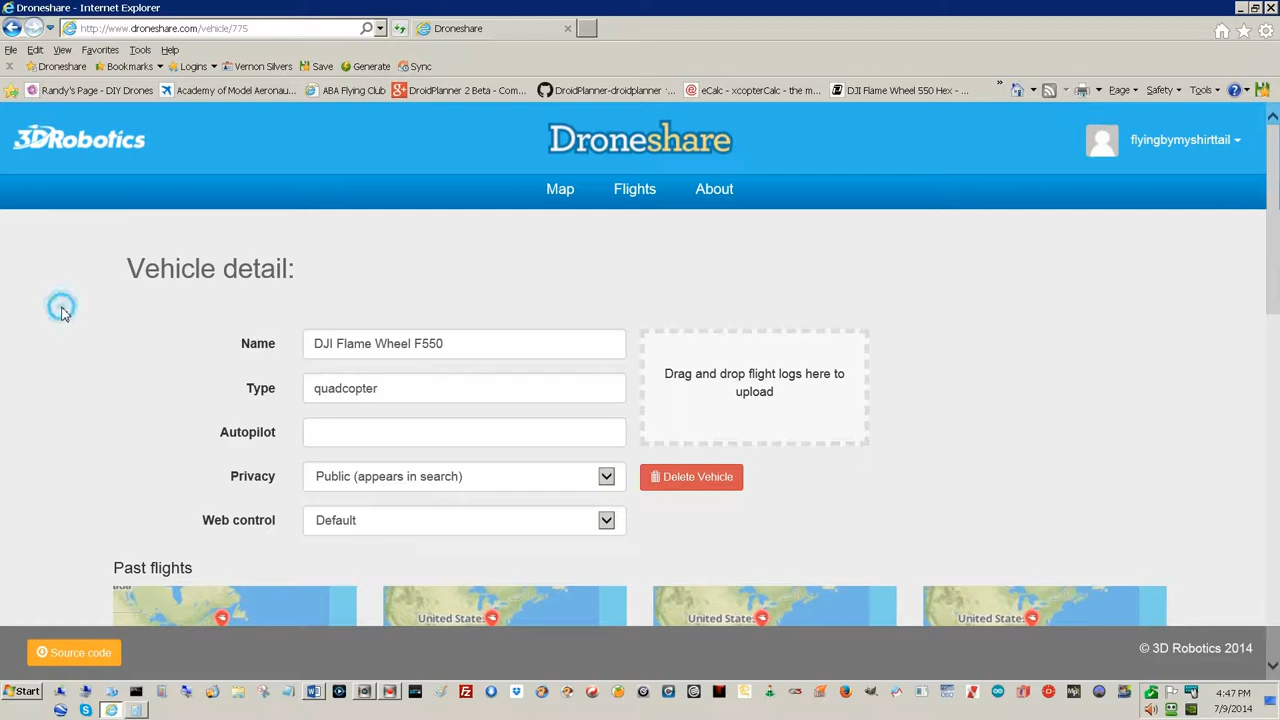 Droneshare - Internet Explorer
http://www.droneshare.com/vehicle/775
Droneshare
File Edit View Favorites Tools Help
Droneshare Bookmarks Logins Vernon Silvers Save Generate Sync
Randy's Page - DIY Drones Academy of Model Aeronau... ABA Flying Club DroidPlanner 2 Beta - Com... DroidPlanner-droidplanner ·... eCalc - xcopterCalc - the m... DJI Flame Wheel 550 Hex - ... » Page Safety Tools
3DRobotics
Droneshare
flyingbymyshirttail
Map Flights About
Vehicle detail:
Name DJI Flame Wheel F550
Type quadcopter
Autopilot
Privacy Public (appears in search)
Web control Default
Drag and drop flight logs here to
upload
Delete Vehicle
Past flights
United States
United States
United States
Source code
© 3D Robotics 2014
Start
4:47 PM
7/9/2014